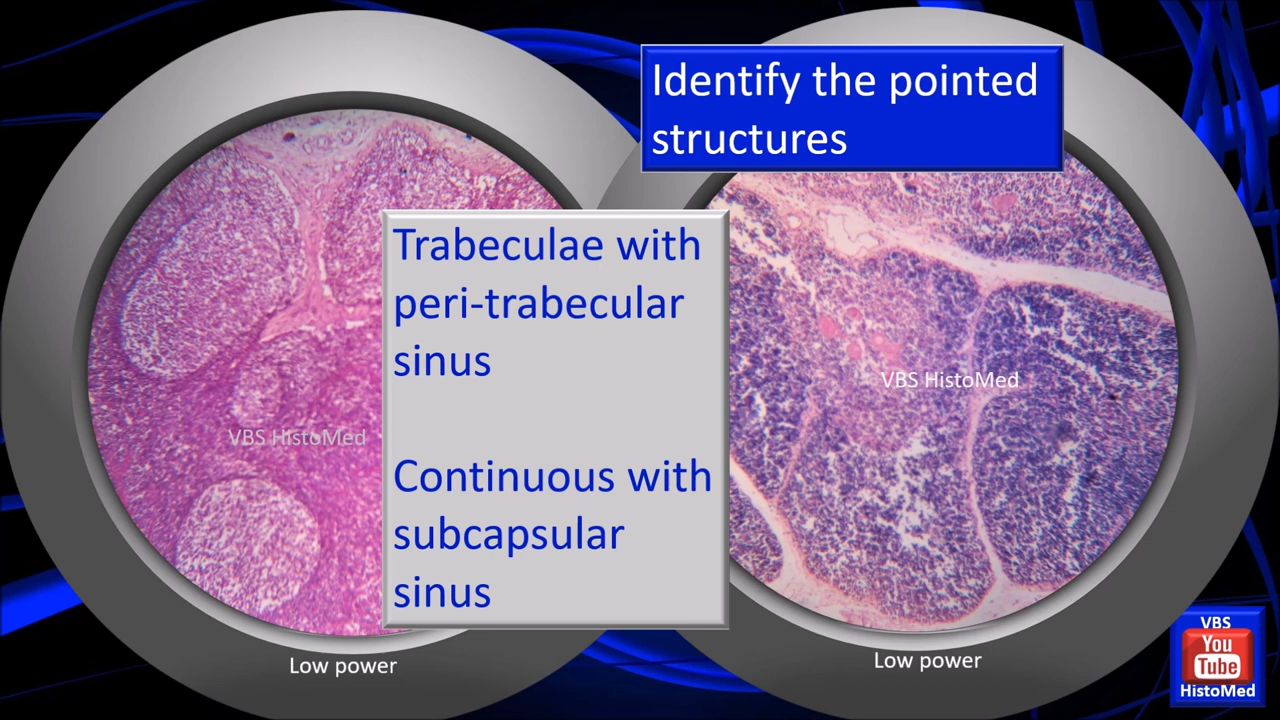 Identify the pointed
structures
Trabeculae with
peri-trabecular
sinus
Continuous with
subcapsular
sinus
VBS HistoMed
VBS HistoMed
Low power
Low power
VBS
You
Tube
HistoMed